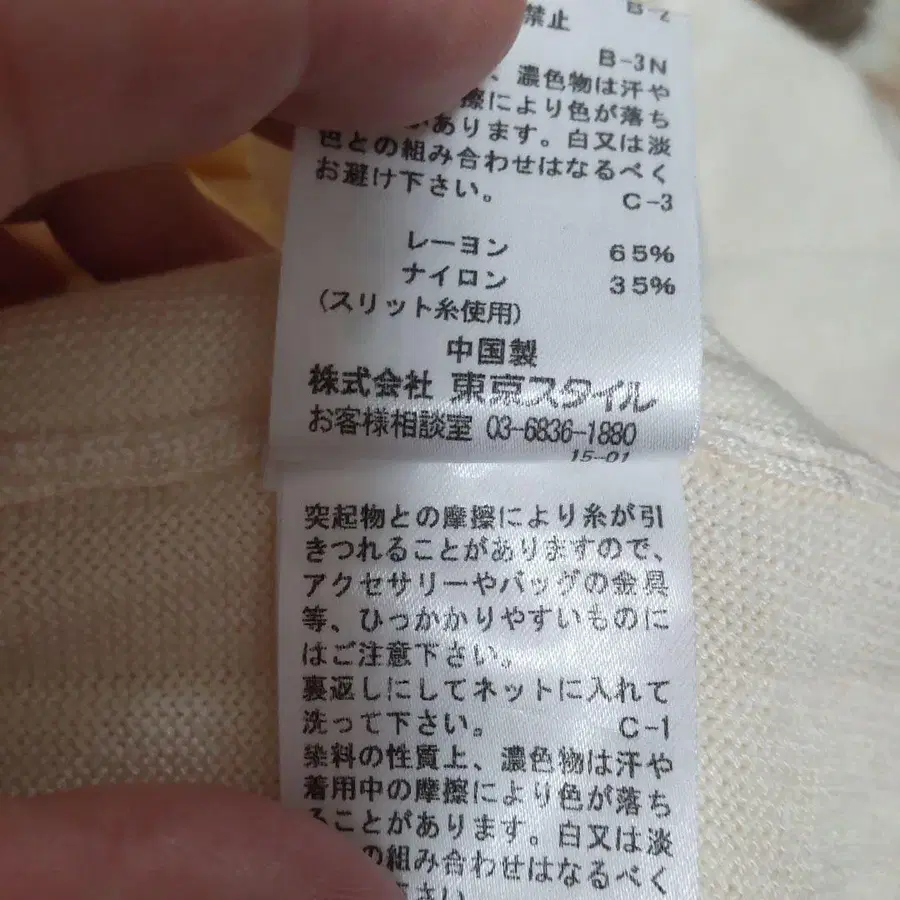 禁止
B-3N
、濃色物は汗や
擦により色が落ち
があります。白又は淡
色との組み合わせはなるべく
お避け下さい。 C-3
レーヨン 65%
ナイロン 35%
(スリット糸使用)
中国製
株式会社 東京スタイル
お客様相談室 03-6836-1880
15-01
突起物との摩擦により糸が引
きつれることがありますので、
アクセサリーやバッグの金具
等、ひっかかりやすいものに
はご注意下さい。
裏返しにしてネットに入れて
洗って下さい。 C-1
染料の性質上、濃色物は汗や
着用中の摩擦により色が落ち
ることがあります。白又は淡
の組み合わせはなるべく
下さい。